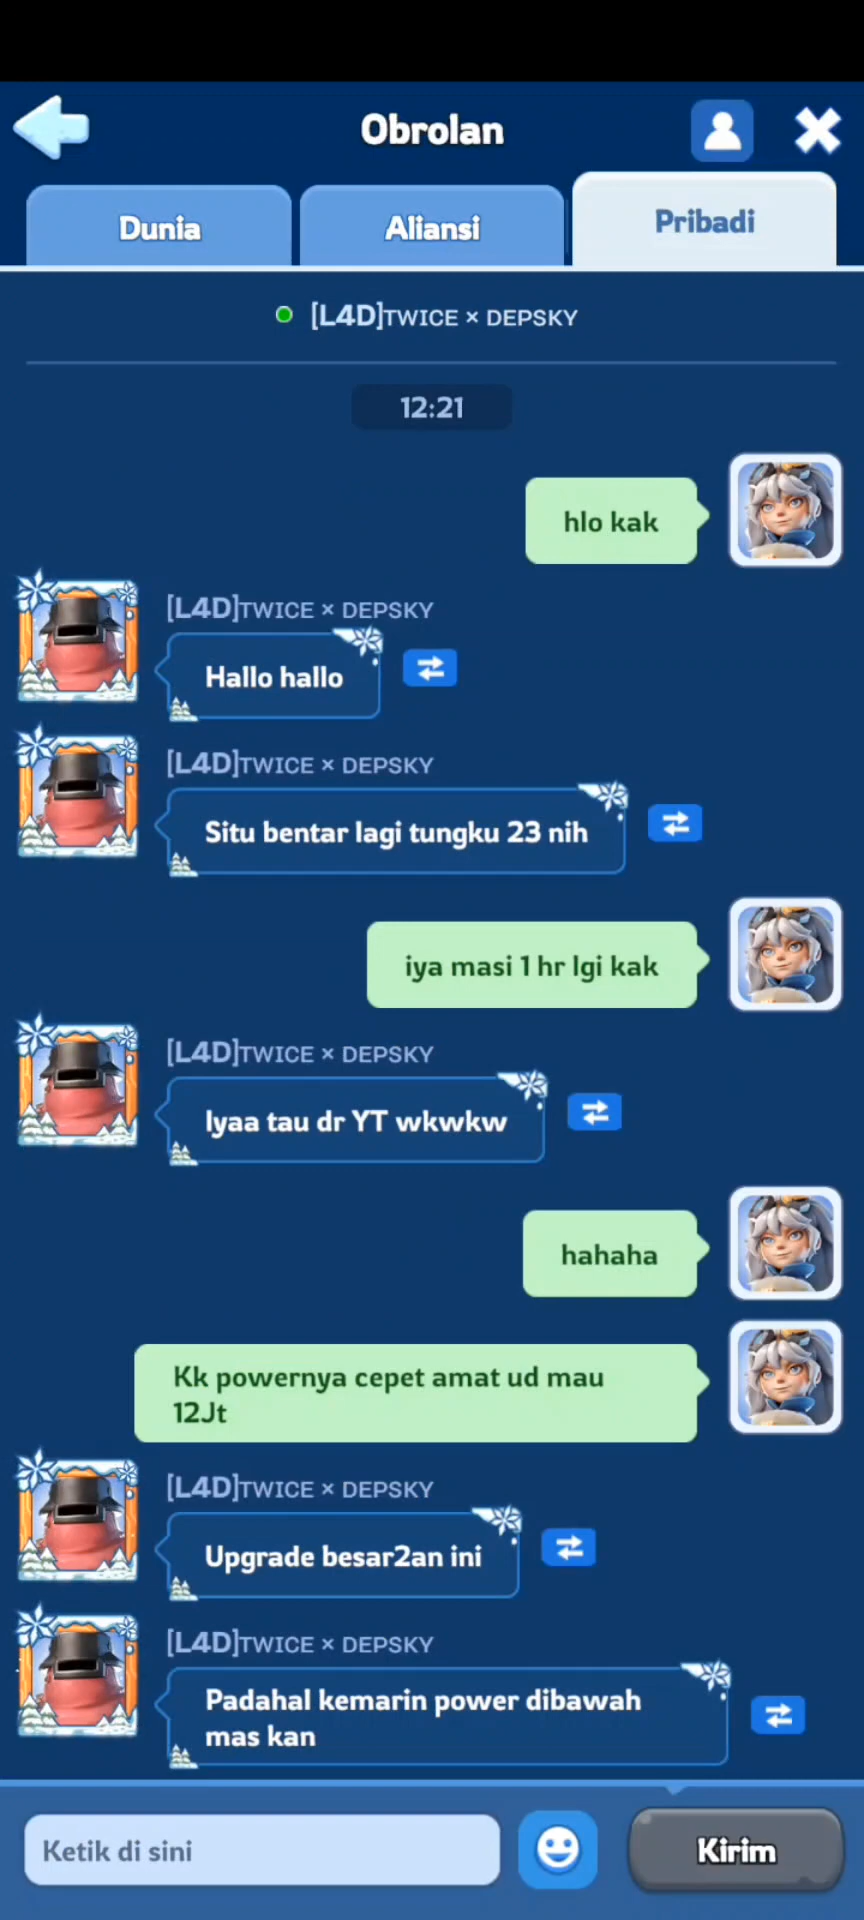 Obrolan
Dunia
Aliansi
Pribadi
[L4D]TWICE × DEPSKY
12:21
hlo kak
[L4D]TWICE × DEPSKY
Hallo hallo
[L4D]TWICE × DEPSKY
Situ bentar lagi tungku 23 nih
iya masi 1 hr lgi kak
[L4D]TWICE × DEPSKY
Iyaa tau dr YT wkwkw
hahaha
Kk powernya cepet amat ud mau
12Jt
[L4D]TWICE × DEPSKY
Upgrade besar2an ini
[L4D]TWICE × DEPSKY
Padahal kemarin power dibawah
mas kan
Ketik di sini
Kirim